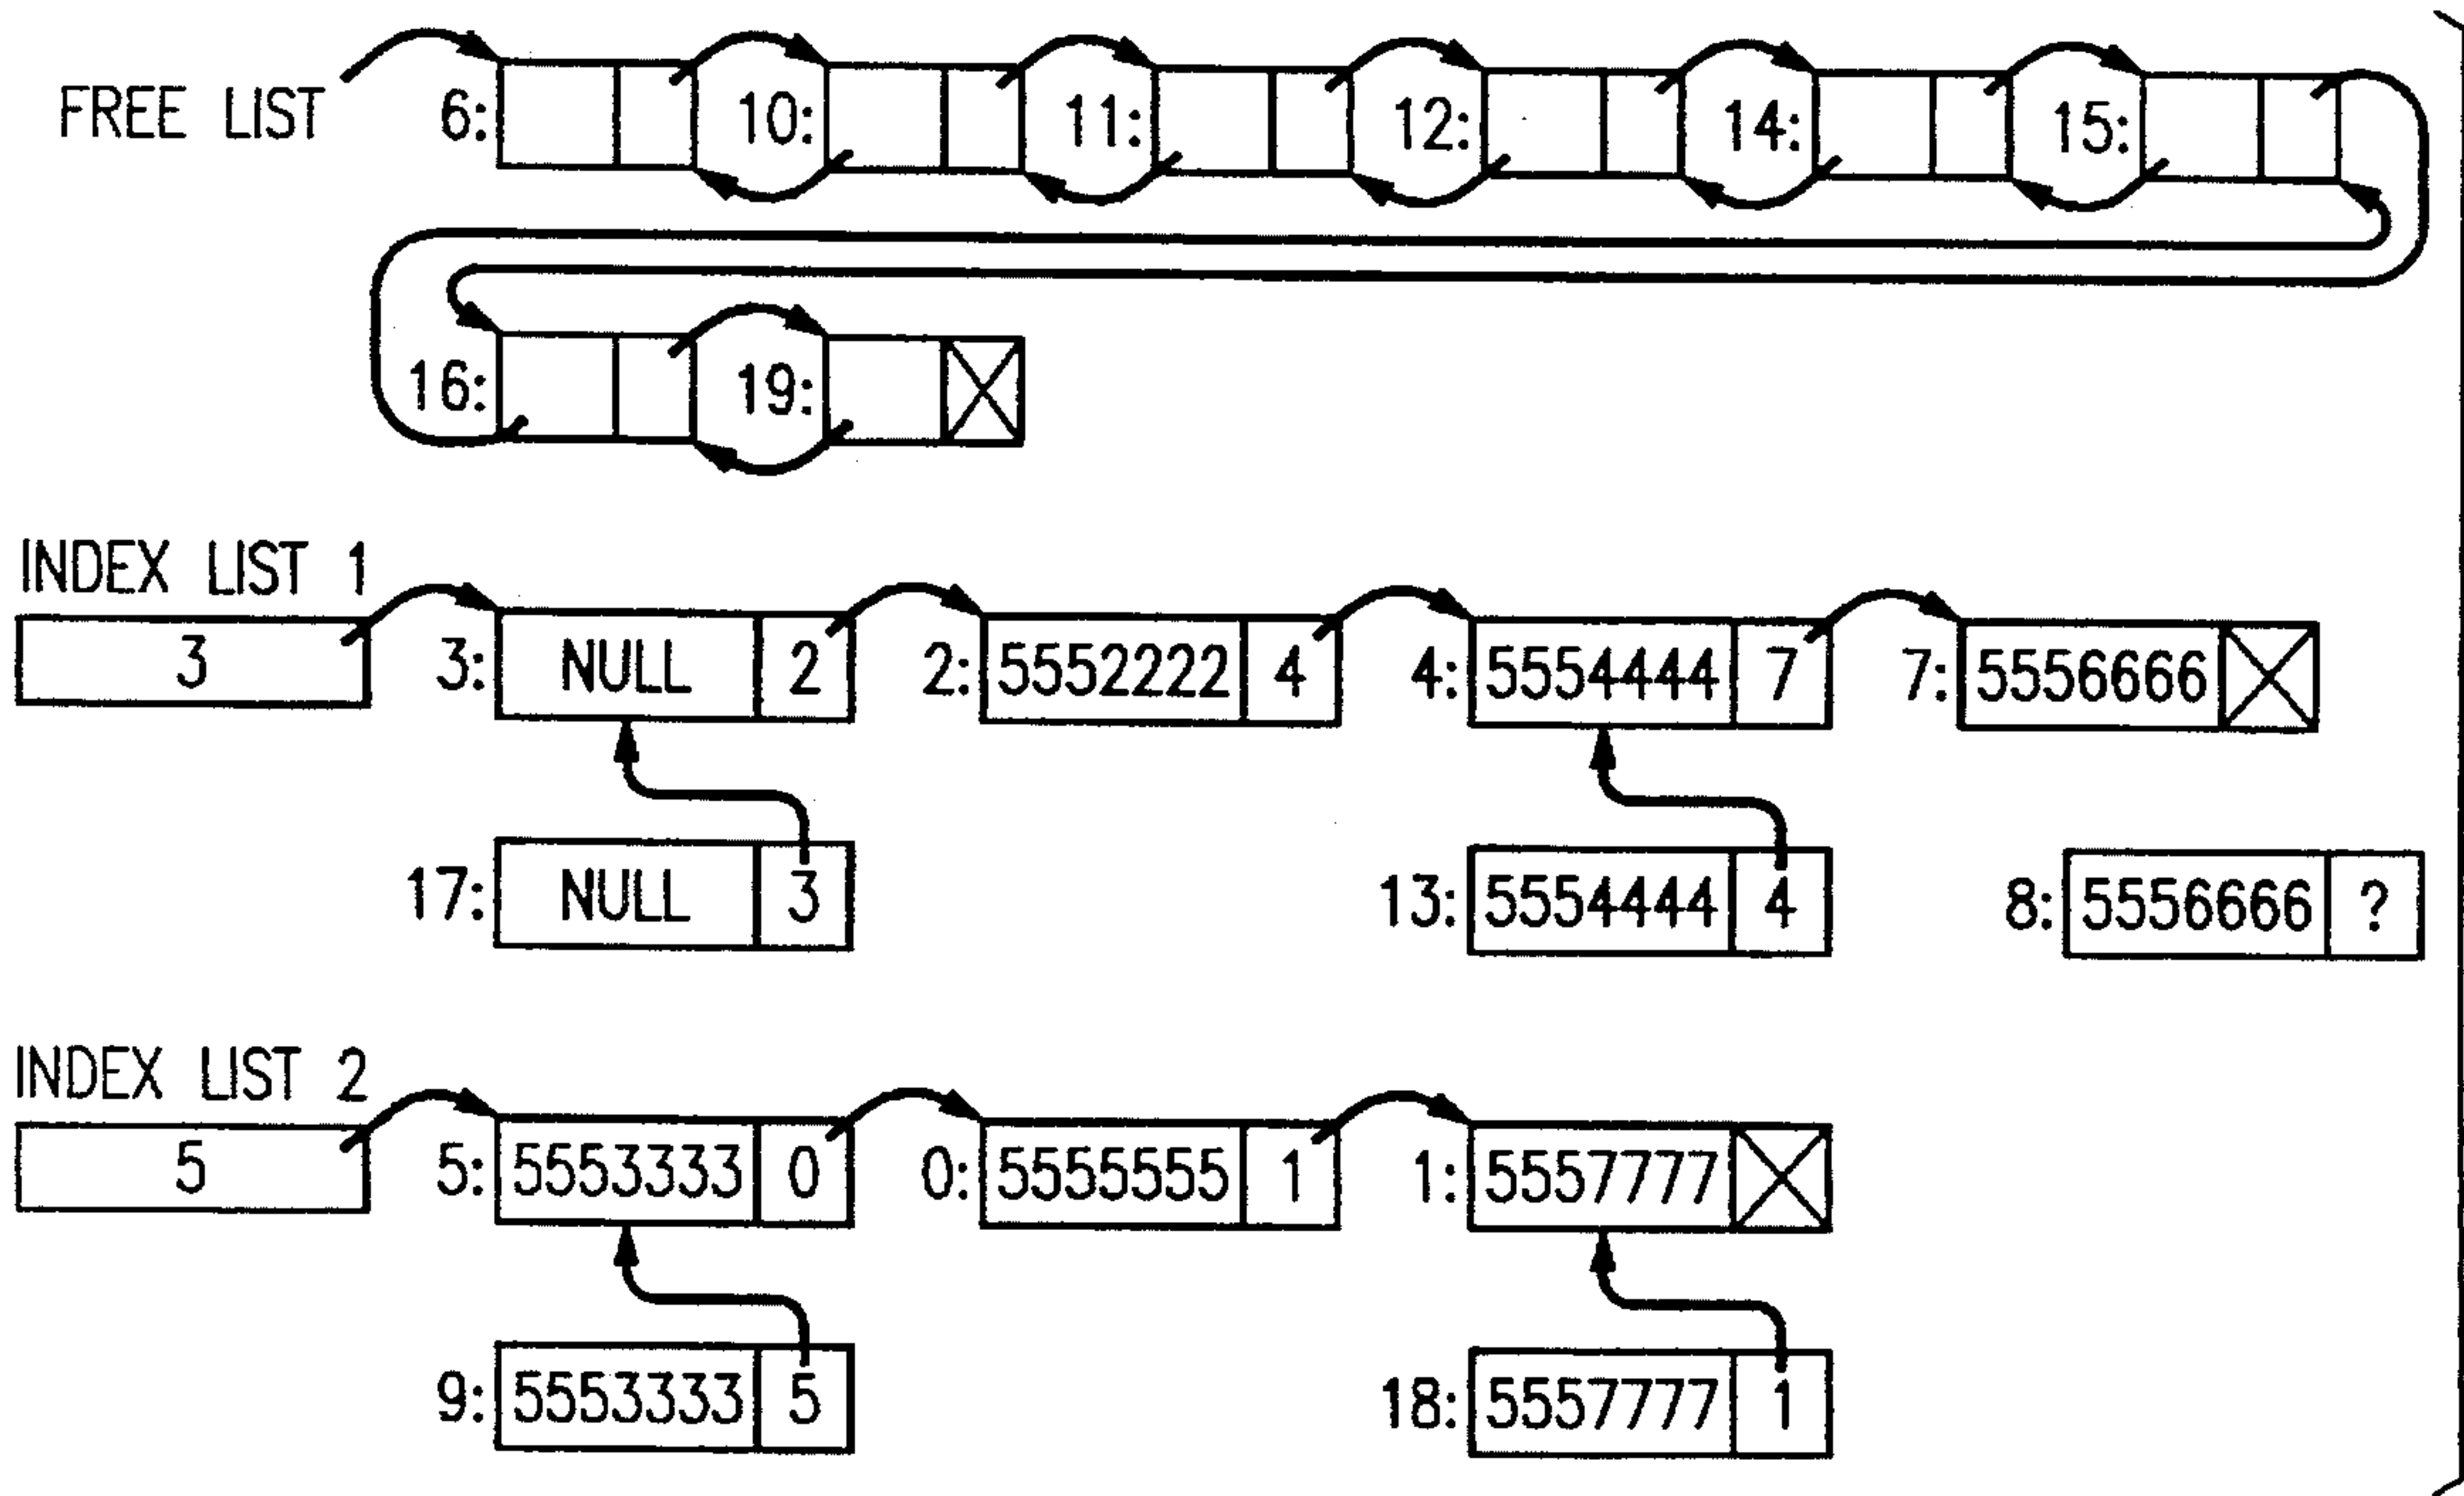 FREE LIST 6: 10: 11: 12: 14: 15:
16: 19:
INDEX LIST 1
3 3: NULL 2 2: 5552222 4 4: 5554444 7 7: 5556666
17: NULL 3 13: 5554444 4 8: 5556666 ?
INDEX LIST 2
5 5: 5553333 0 0: 5555555 1 1: 5557777
9: 5553333 5 18: 5557777 1